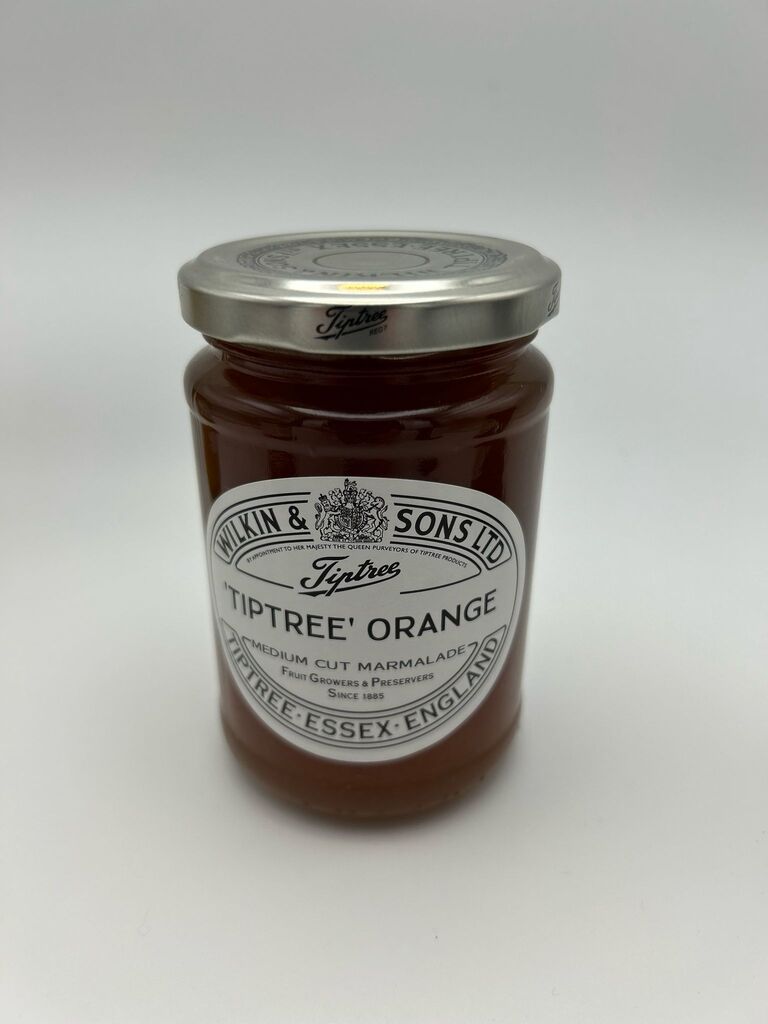 Tiptree
REGD
WILKIN & SONS LTD
BY APPOINTMENT TO HER MAJESTY THE QUEEN PURVEYORS OF TIPTREE PRODUCTS
Tiptree
'TIPTREE' ORANGE
MEDIUM CUT MARMALADE
FRUIT GROWERS & PRESERVERS
SINCE 1885
TIPTREE · ESSEX · ENGLAND